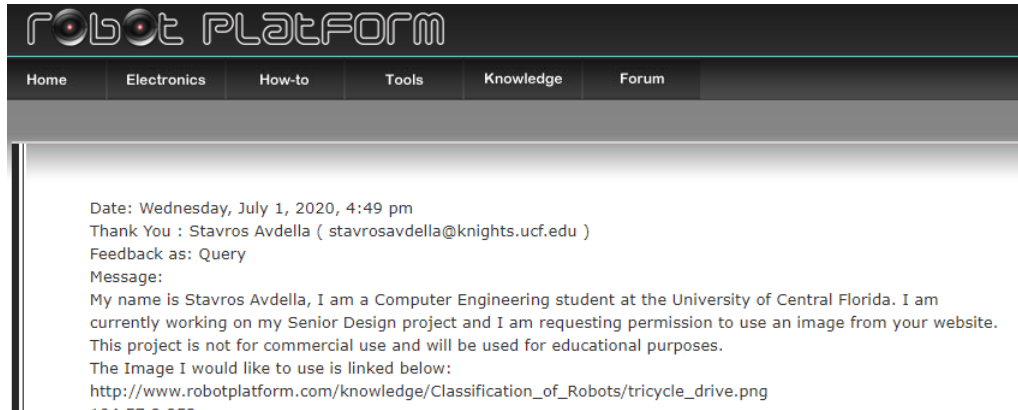 robot platform
Home Electronics How-to Tools Knowledge Forum
Date: Wednesday, July 1, 2020, 4:49 pm
Thank You : Stavros Avdella ( stavrosavdella@knights.ucf.edu )
Feedback as: Query
Message:
My name is Stavros Avdella, I am a Computer Engineering student at the University of Central Florida. I am
currently working on my Senior Design project and I am requesting permission to use an image from your website.
This project is not for commercial use and will be used for educational purposes.
The Image I would like to use is linked below:
http://www.robotplatform.com/knowledge/Classification_of_Robots/tricycle_drive.png